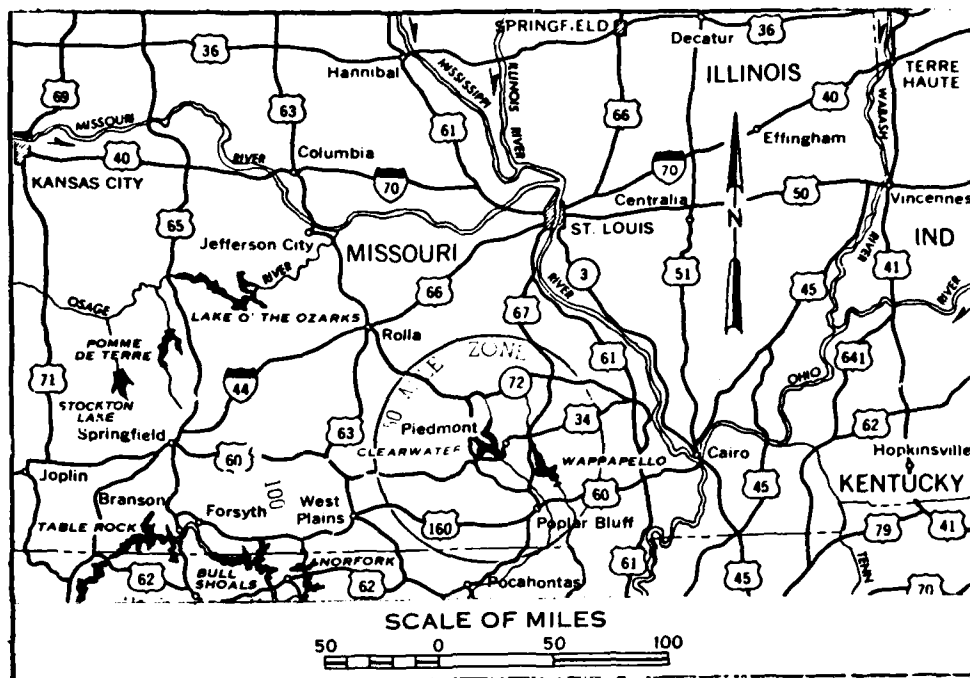 SPRINGFIELD
Decatur
36
36
36
Hannibal
MISSISSIPPI
ILLINOIS
RIVER
ILLINOIS
TERRE
HAUTE
69
63
MISSOURI
61
66
40
WABASH
Effingham
40
RIVER
Columbia
70
70
KANSAS CITY
Centralia
50
Vincennes
N
65
Jefferson City
MISSOURI
ST. LOUIS
RIVER
IND
RIVER
3
RIVER
51
45
41
OSAGE
66
RIVER
LAKE O' THE OZARKS
Rolla
67
ZONE
61
641
OHIO
POMME
DE TERRE
71
44
72
STOCKTON
LAKE
63
Piedmont
34
62
Springfield
CLEARWATER
WAPPAPELLO
Cairo
Hopkinsville
60
Joplin
100
60
45
KENTUCKY
Branson
Forsyth
West
Plains
160
Poplar Bluff
TABLE ROCK
79
41
NORFORK
61
62
BULL
SHOALS
62
Pocahontas
45
TENN
70
SCALE OF MILES
50
0
50
100